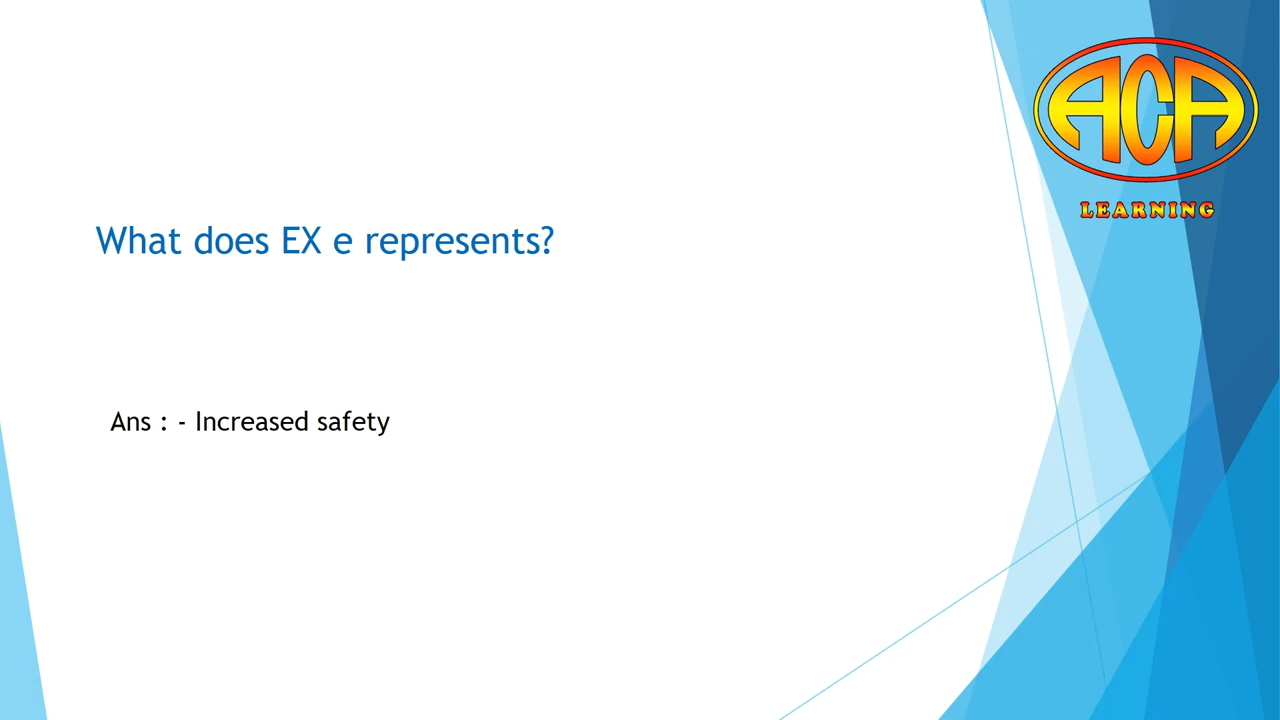 ACA
LEARNING
What does EX e represents?
Ans : - Increased safety